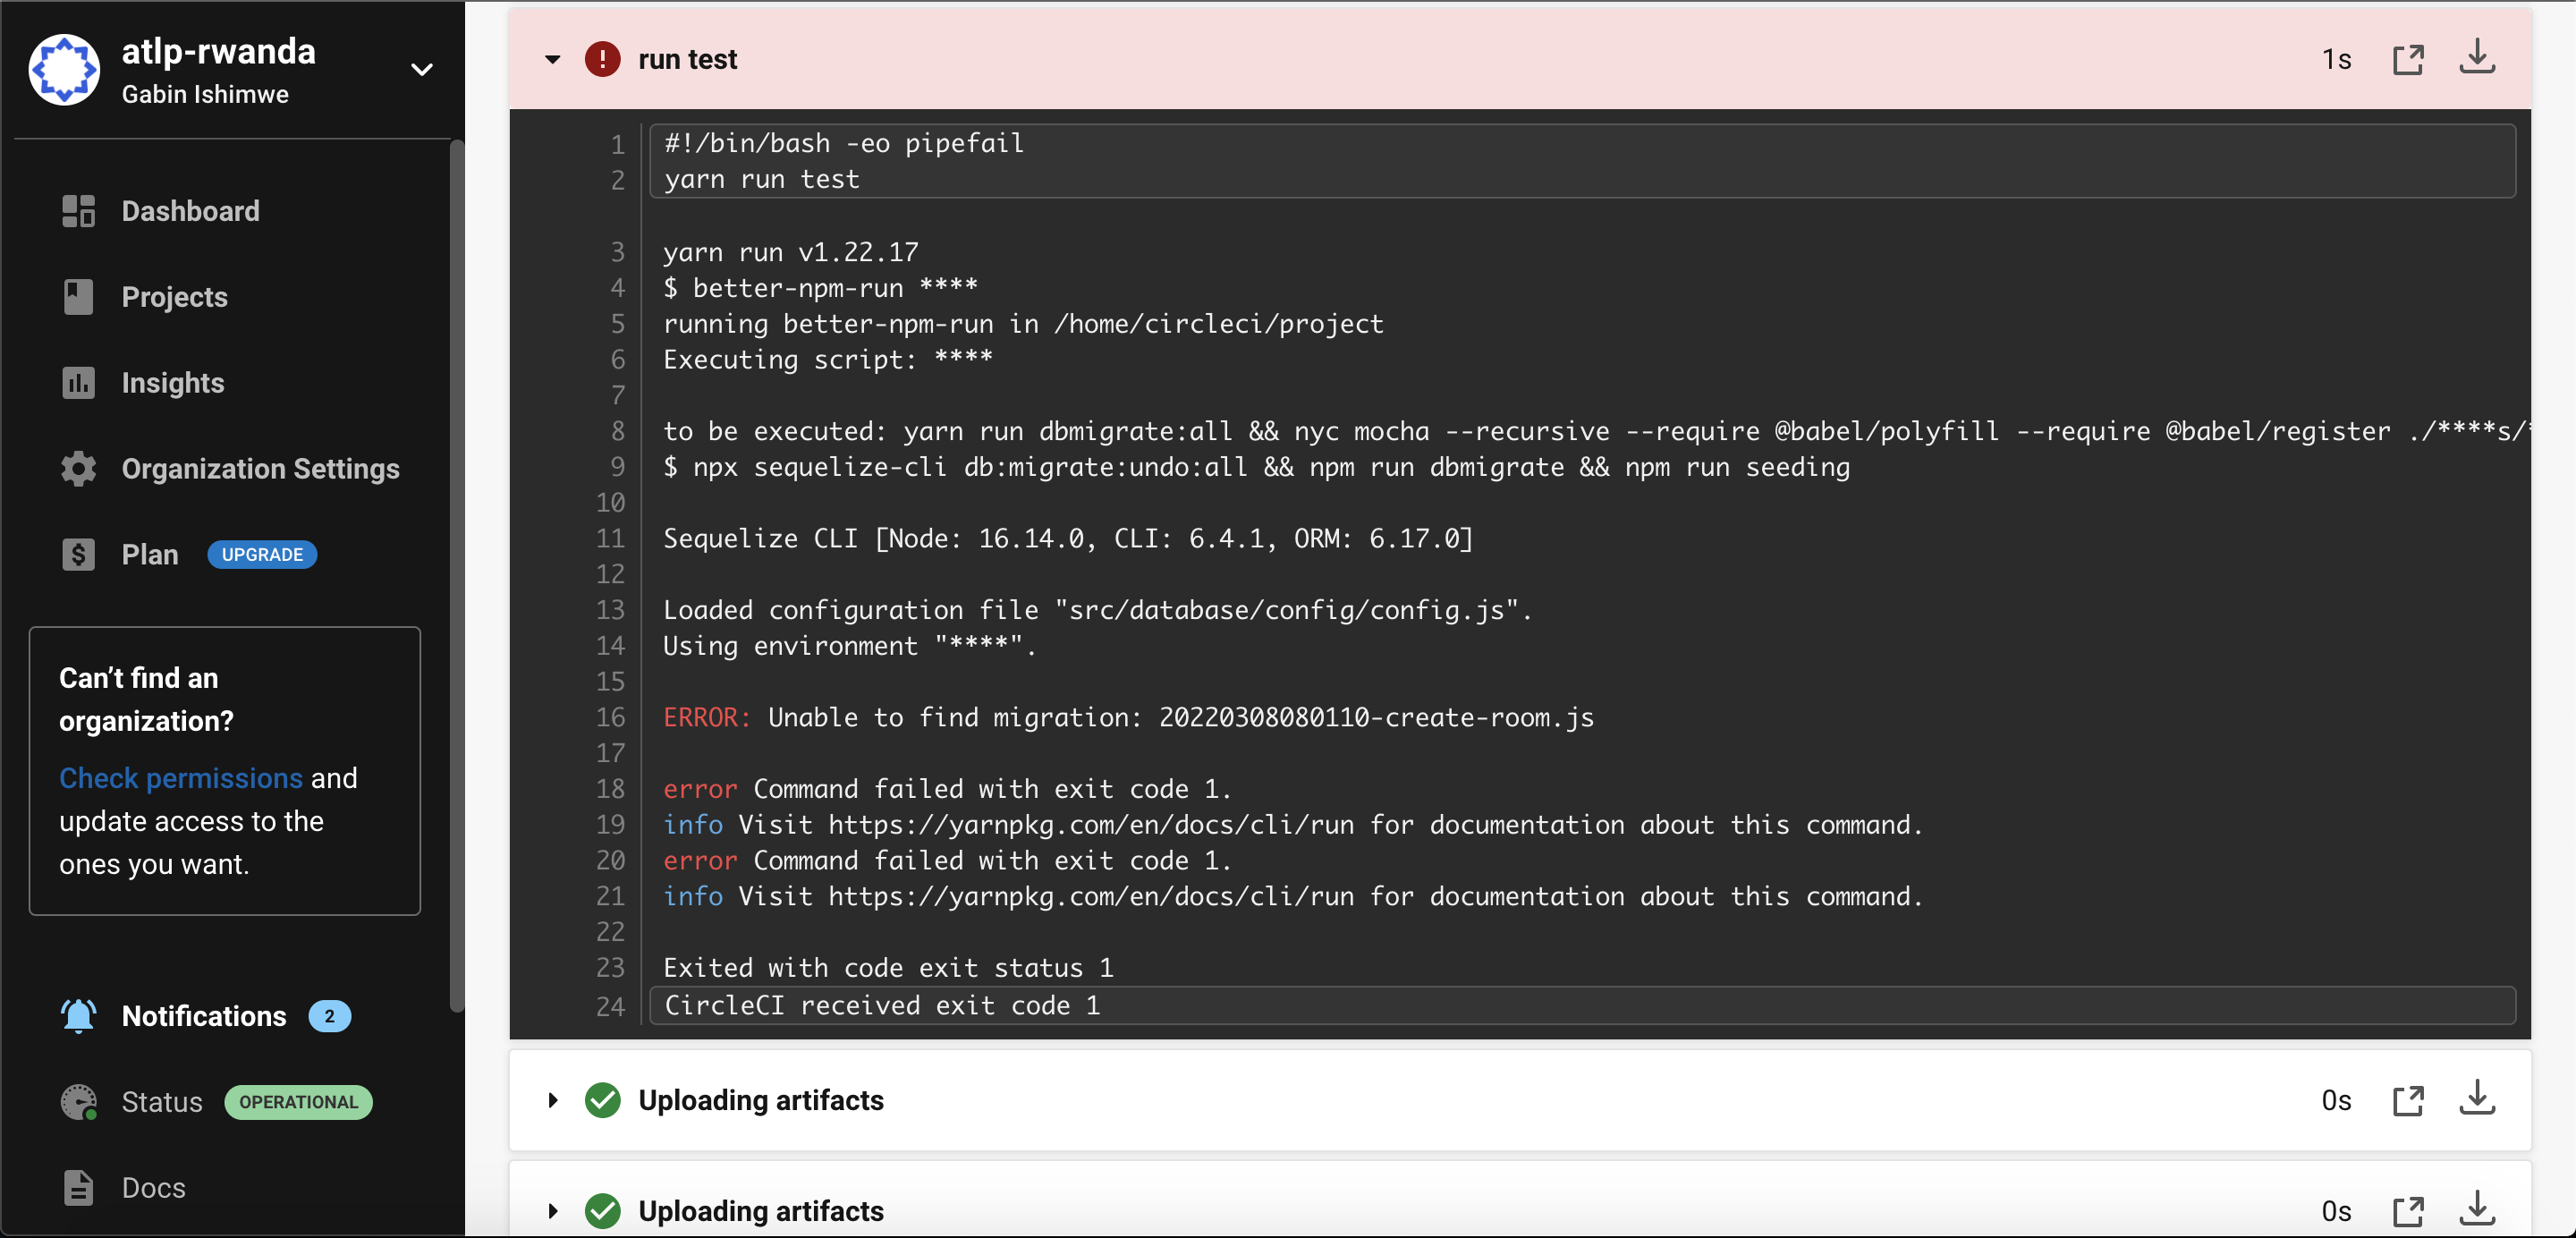 atlp-rwanda
Gabin Ishimwe
Dashboard
Projects
Insights
Organization Settings
Plan UPGRADE
Can’t find an
organization?
Check permissions and
update access to the
ones you want.
Notifications 2
Status OPERATIONAL
Docs
run test 1s
1 #!/bin/bash -eo pipefail
2 yarn run test
3 yarn run v1.22.17
4 $ better-npm-run ****
5 running better-npm-run in /home/circleci/project
6 Executing script: ****
7
8 to be executed: yarn run dbmigrate:all && nyc mocha --recursive --require @babel/polyfill --require @babel/register ./****s/
9 $ npx sequelize-cli db:migrate:undo:all && npm run dbmigrate && npm run seeding
10
11 Sequelize CLI [Node: 16.14.0, CLI: 6.4.1, ORM: 6.17.0]
12
13 Loaded configuration file "src/database/config/config.js".
14 Using environment "****".
15
16 ERROR: Unable to find migration: 20220308080110-create-room.js
17
18 error Command failed with exit code 1.
19 info Visit https://yarnpkg.com/en/docs/cli/run for documentation about this command.
20 error Command failed with exit code 1.
21 info Visit https://yarnpkg.com/en/docs/cli/run for documentation about this command.
22
23 Exited with code exit status 1
24 CircleCI received exit code 1
Uploading artifacts 0s
Uploading artifacts 0s